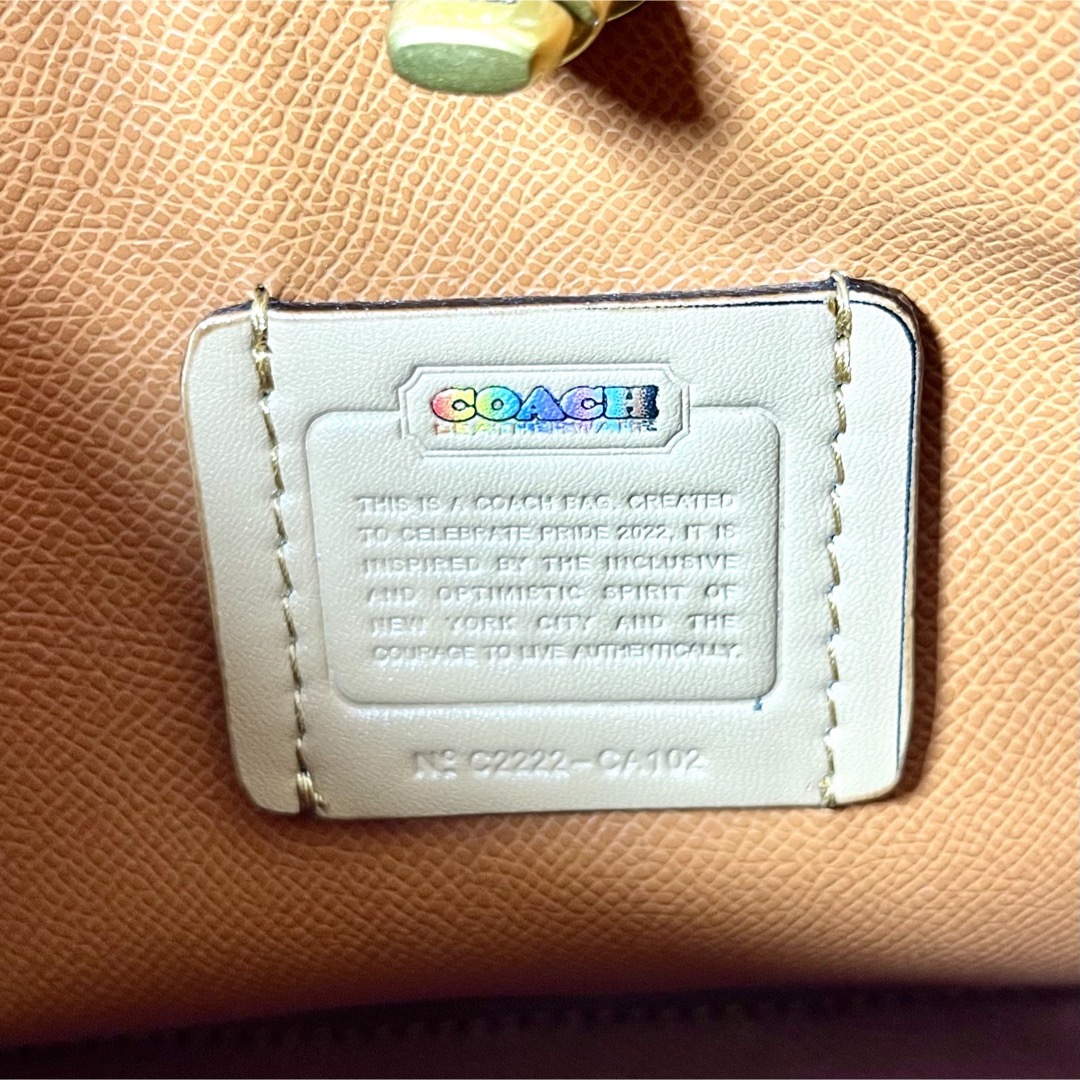 COACH
LEATHERWARE
THIS IS A COACH BAG. CREATED
TO CELEBRATE PRIDE 2022, IT IS
INSPIRED BY THE INCLUSIVE
AND OPTIMISTIC SPIRIT OF
NEW YORK CITY AND THE
COURAGE TO LIVE AUTHENTICALLY.
Nº C2222-CA102